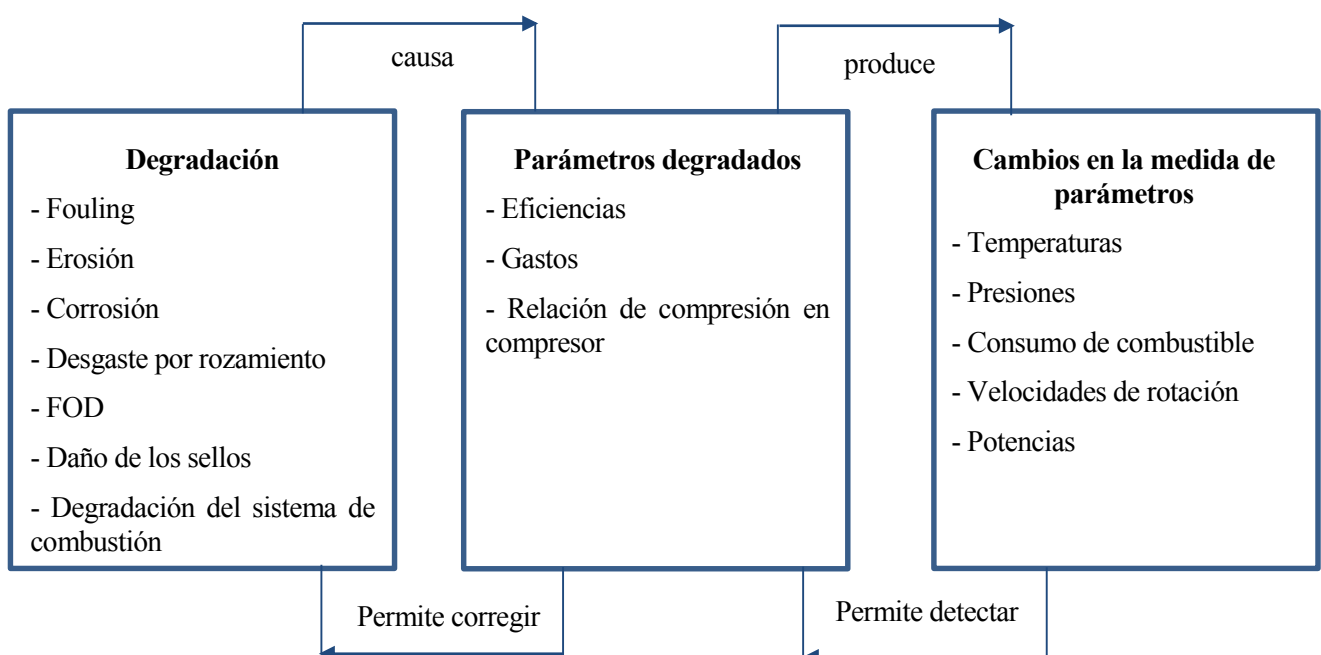 causa
produce
Degradación
- Fouling
- Erosión
- Corrosión
- Desgaste por rozamiento
- FOD
- Daño de los sellos
- Degradación del sistema de
combustión
Parámetros degradados
- Eficiencias
- Gastos
- Relación de compresión en
compresor
Cambios en la medida de
parámetros
- Temperaturas
- Presiones
- Consumo de combustible
- Velocidades de rotación
- Potencias
Permite corregir
Permite detectar